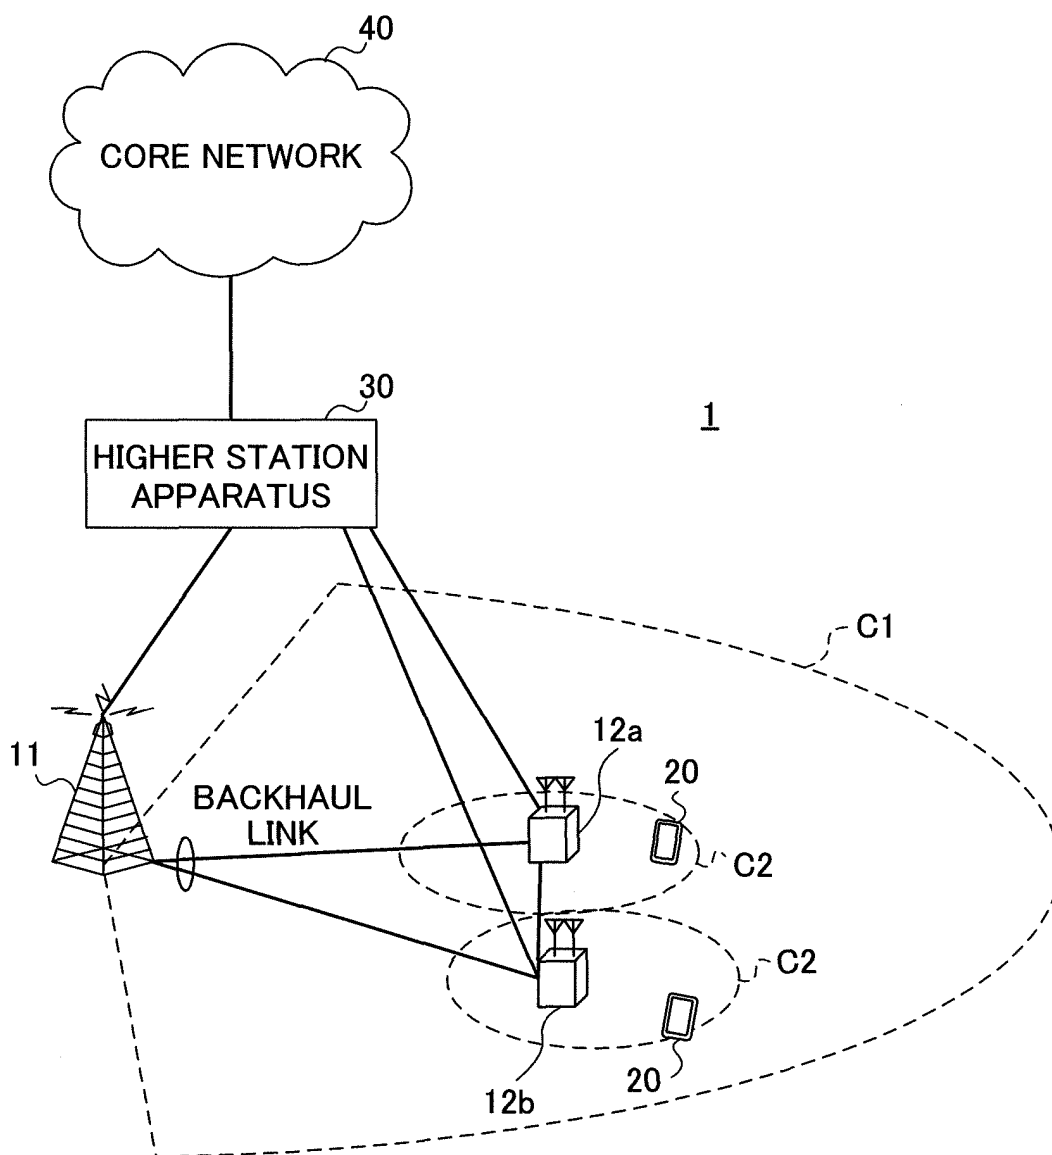 40
CORE NETWORK
30
1
HIGHER STATION
APPARATUS
C1
12a
11
20
BACKHAUL
LINK
C2
C2
20
12b